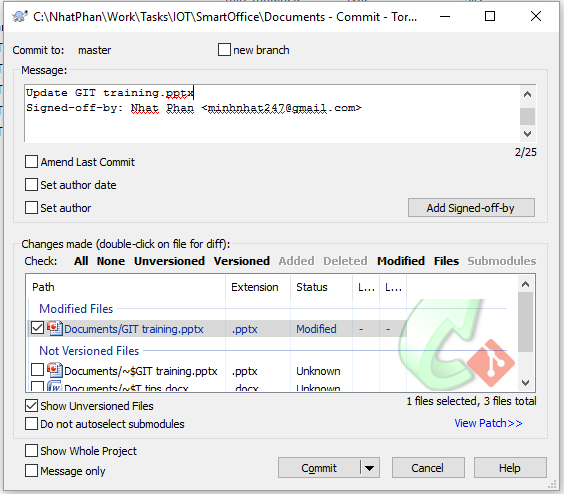 C:\NhatPhan\Work\Tasks\IOT\SmartOffice\Documents - Commit - Tor...
Commit to: master new branch
Message:
Update GIT training.pptx
Signed-off-by: Nhat Phan <minhnhat247@gmail.com>
2/25
Amend Last Commit
Set author date
Set author
Add Signed-off-by
Changes made (double-click on file for diff):
Check: All None Unversioned Versioned Added Deleted Modified Files Submodules
Path Extension Status L... L...
Modified Files
Documents/GIT training.pptx .pptx Modified - -
Not Versioned Files
Documents/~$GIT training.pptx .pptx Unknown
Documents/~$T tips.docx .docx Unknown
Show Unversioned Files
1 files selected, 3 files total
Do not autoselect submodules
View Patch>>
Show Whole Project
Message only
Commit Cancel Help